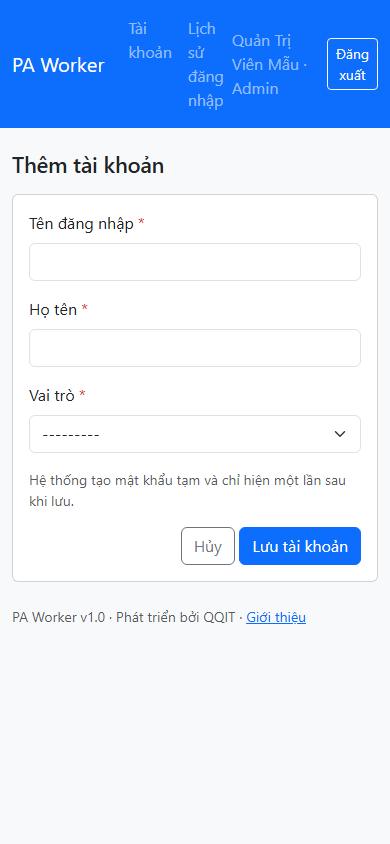 PA Worker
Tài
khoản
Lịch
sử
đăng
nhập
Quản Trị
Viên Mẫu ·
Admin
Đăng
xuất
Thêm tài khoản
Tên đăng nhập *
Họ tên *
Vai trò *
---------
Hệ thống tạo mật khẩu tạm và chỉ hiện một lần sau
khi lưu.
Hủy
Lưu tài khoản
PA Worker v1.0 · Phát triển bởi QQIT · Giới thiệu